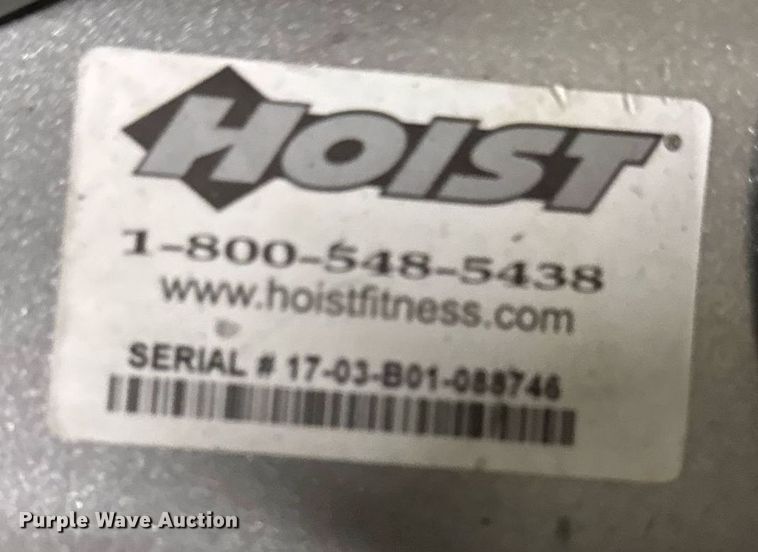 HOIST®
1-800-548-5438
www.hoistfitness.com
SERIAL # 17-03-B01-088746
Purple Wave Auction